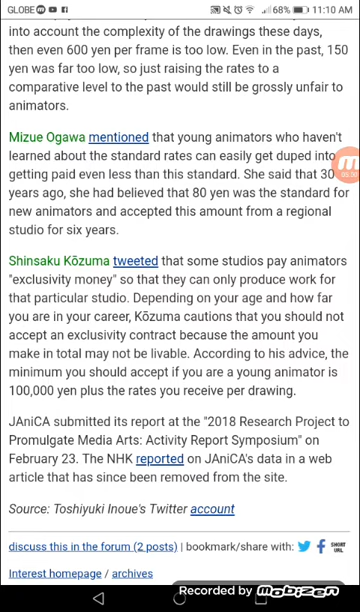 GLOBE 68% 11:10 AM
into account the complexity of the drawings these days,
then even 600 yen per frame is too low. Even in the past, 150
yen was far too low, so just raising the rates to a
comparative level to the past would still be grossly unfair to
animators.
Mizue Ogawa mentioned that young animators who haven't
learned about the standard rates can easily get duped into
getting paid even less than this standard. She said that 30
years ago, she had believed that 80 yen was the standard for
new animators and accepted this amount from a regional
studio for six years.
Shinsaku Kōzuma tweeted that some studios pay animators
"exclusivity money" so that they can only produce work for
that particular studio. Depending on your age and how far
you are in your career, Kōzuma cautions that you should not
accept an exclusivity contract because the amount you
make in total may not be livable. According to his advice, the
minimum you should accept if you are a young animator is
100,000 yen plus the rates you receive per drawing.
JAniCA submitted its report at the "2018 Research Project to
Promulgate Media Arts: Activity Report Symposium" on
February 23. The NHK reported on JAniCA's data in a web
article that has since been removed from the site.
Source: Toshiyuki Inoue's Twitter account
discuss this in the forum (2 posts) | bookmark/share with: SHORT URL
Interest homepage / archives
Recorded by mobizen